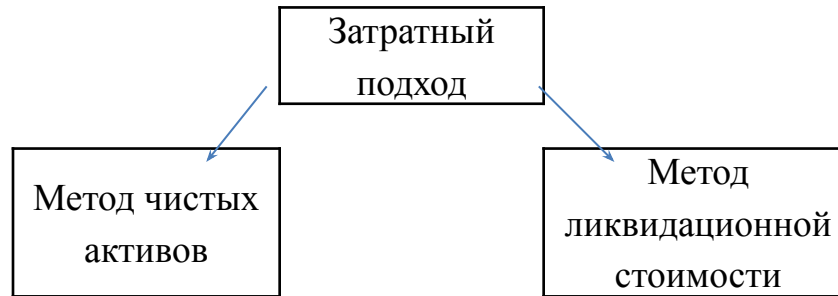 Затратный
подход
Метод чистых
активов
Метод
ликвидационной
стоимости